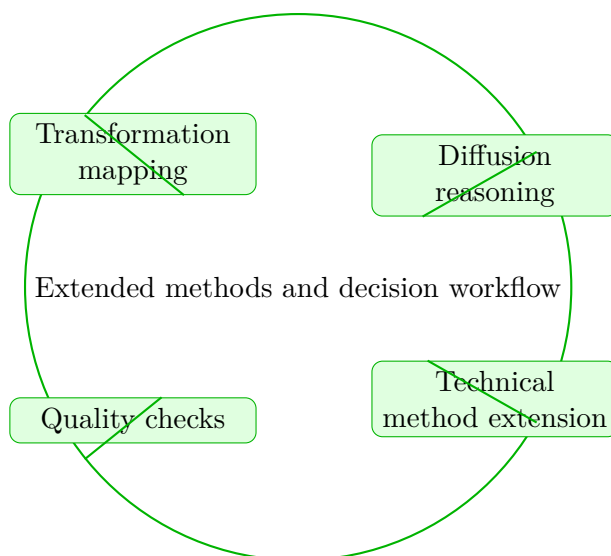 Transformation
mapping
Diffusion
reasoning
Extended methods and decision workflow
Quality checks
Technical
method extension